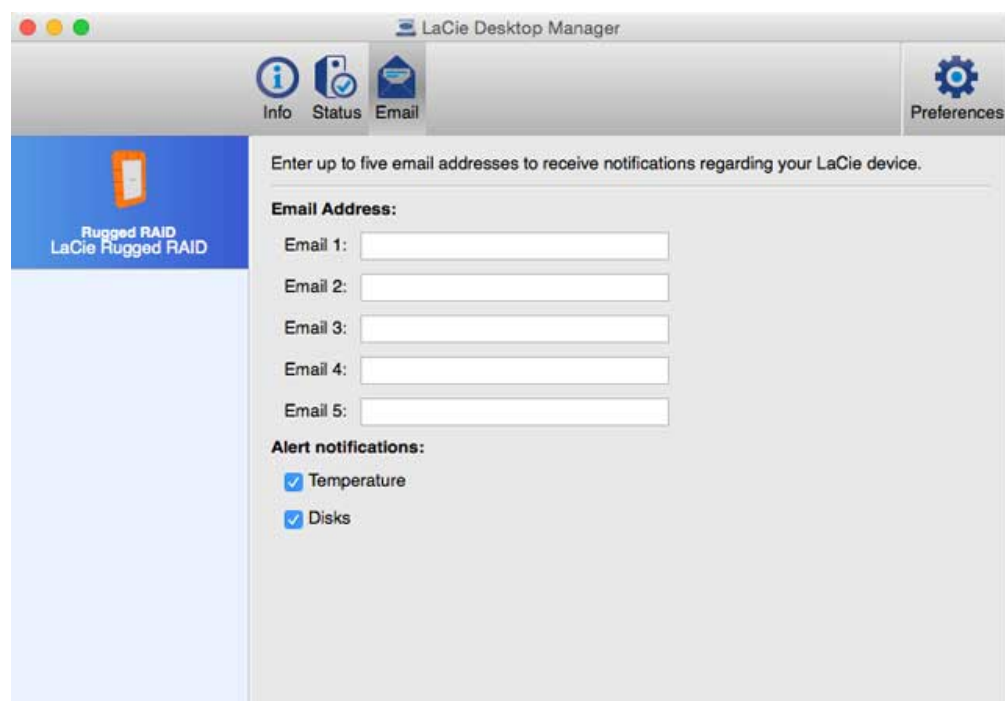 LaCie Desktop Manager
Info Status Email Preferences
Rugged RAID
LaCie Rugged RAID
Enter up to five email addresses to receive notifications regarding your LaCie device.
Email Address:
Email 1:
Email 2:
Email 3:
Email 4:
Email 5:
Alert notifications:
Temperature
Disks